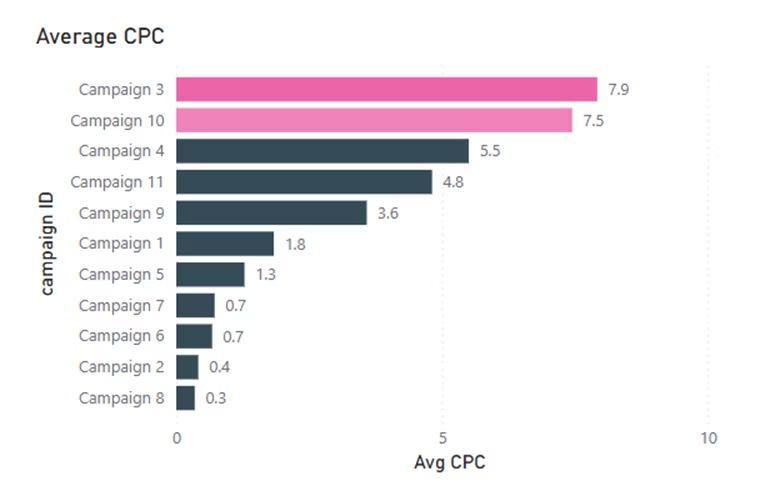 Average CPC
Campaign 3 7.9
Campaign 10 7.5
Campaign 4 5.5
Campaign 11 4.8
Campaign 9 3.6
Campaign 1 1.8
Campaign 5 1.3
Campaign 7 0.7
Campaign 6 0.7
Campaign 2 0.4
Campaign 8 0.3
campaign ID
0 5 10
Avg CPC